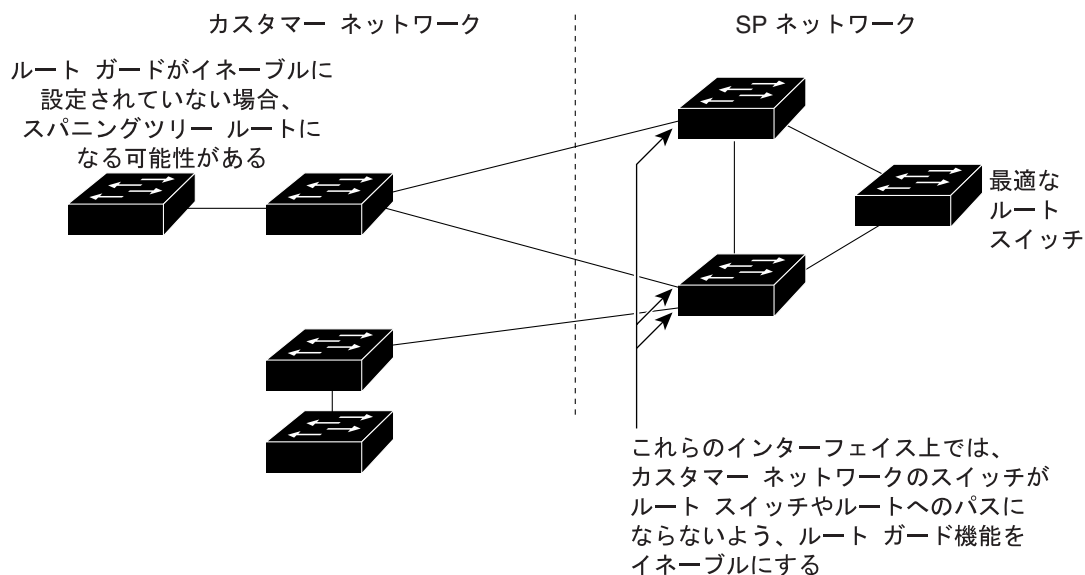 カスタマー ネットワーク
SP ネットワーク
ルート ガードがイネーブルに
設定されていない場合、
スパニングツリー ルートに
なる可能性がある
最適な
ルート
スイッチ
これらのインターフェイス上では、
カスタマー ネットワークのスイッチが
ルート スイッチやルートへのパスに
ならないよう、ルート ガード機能を
イネーブルにする